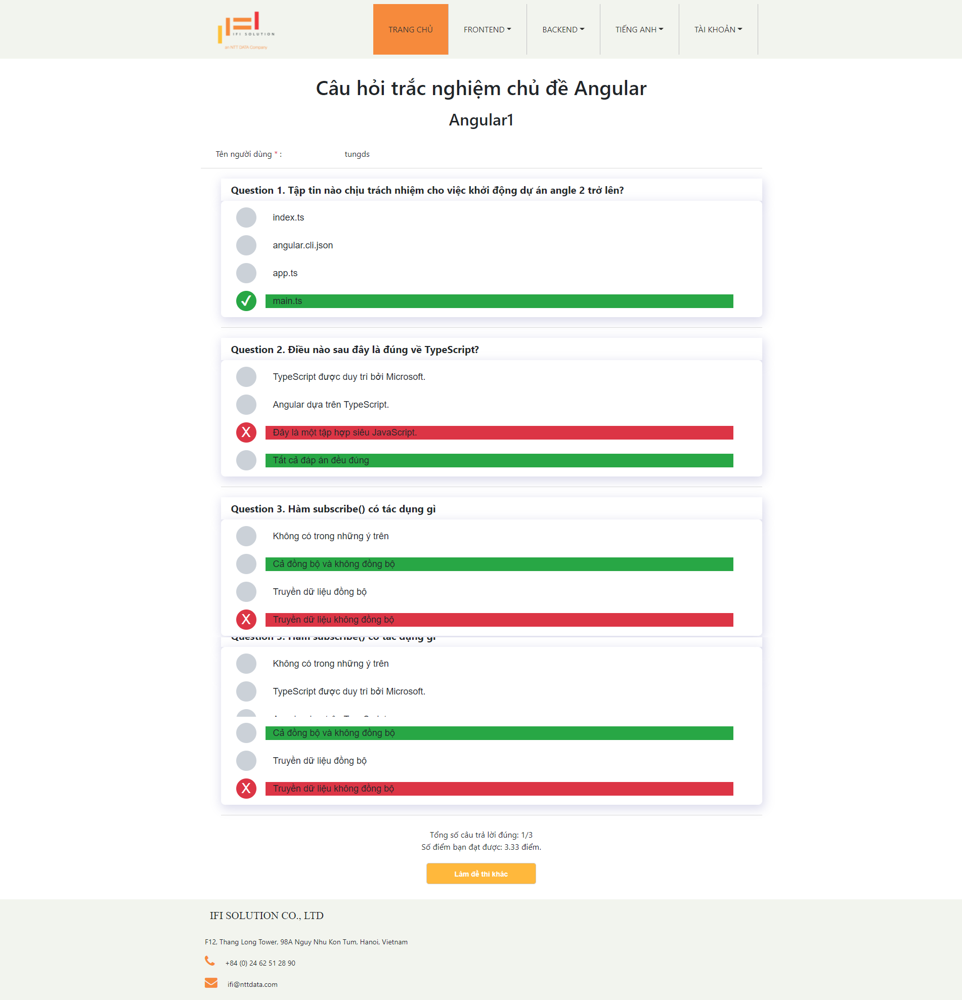 IFI SOLUTION
an NTT DATA Company
TRANG CHỦ
FRONTEND
BACKEND
TIẾNG ANH
TÀI KHOẢN
Câu hỏi trắc nghiệm chủ đề Angular
Angular1
Tên người dùng * : tungds
Question 1. Tập tin nào chịu trách nhiệm cho việc khởi động dự án angle 2 trở lên?
index.ts
angular.cli.json
app.ts
main.ts
Question 2. Điều nào sau đây là đúng về TypeScript?
TypeScript được duy trì bởi Microsoft.
Angular dựa trên TypeScript.
X Đây là một tập hợp siêu JavaScript.
Tất cả đáp án đều đúng
Question 3. Hàm subscribe() có tác dụng gì
Không có trong những ý trên
Cả đồng bộ và không đồng bộ
Truyền dữ liệu đồng bộ
X Truyền dữ liệu không đồng bộ
Question 3. Hàm subscribe() có tác dụng gì
Không có trong những ý trên
TypeScript được duy trì bởi Microsoft.
Cả đồng bộ và không đồng bộ
Truyền dữ liệu đồng bộ
X Truyền dữ liệu không đồng bộ
Tổng số câu trả lời đúng: 1/3
Số điểm bạn đạt được: 3.33 điểm.
Làm đề thi khác
IFI SOLUTION CO., LTD
F12, Thang Long Tower, 98A Nguy Nhu Kon Tum, Hanoi, Vietnam
+84 (0) 24 62 51 28 90
ifi@nttdata.com